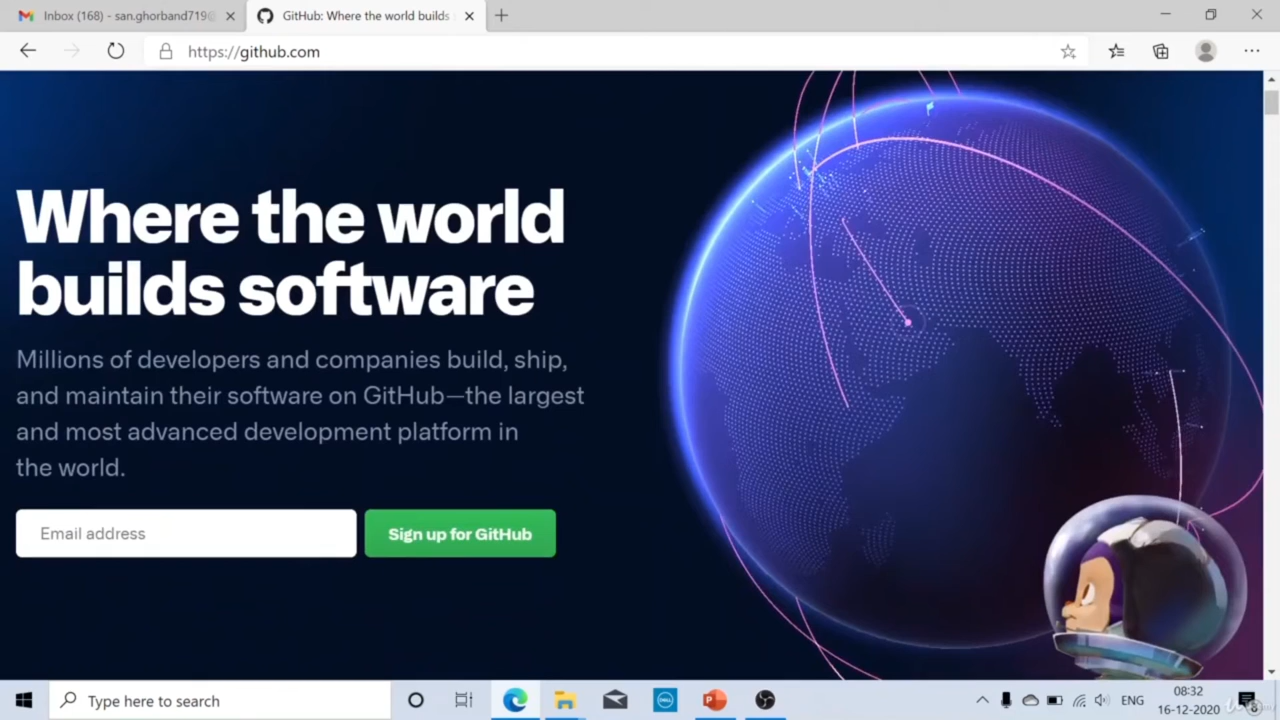 Inbox (168) - san.ghorband719@
GitHub: Where the world builds
https://github.com
Where the world
builds software
Millions of developers and companies build, ship,
and maintain their software on GitHub—the largest
and most advanced development platform in
the world.
Email address
Sign up for GitHub
Type here to search
DELL
ENG
08:32
16-12-2020